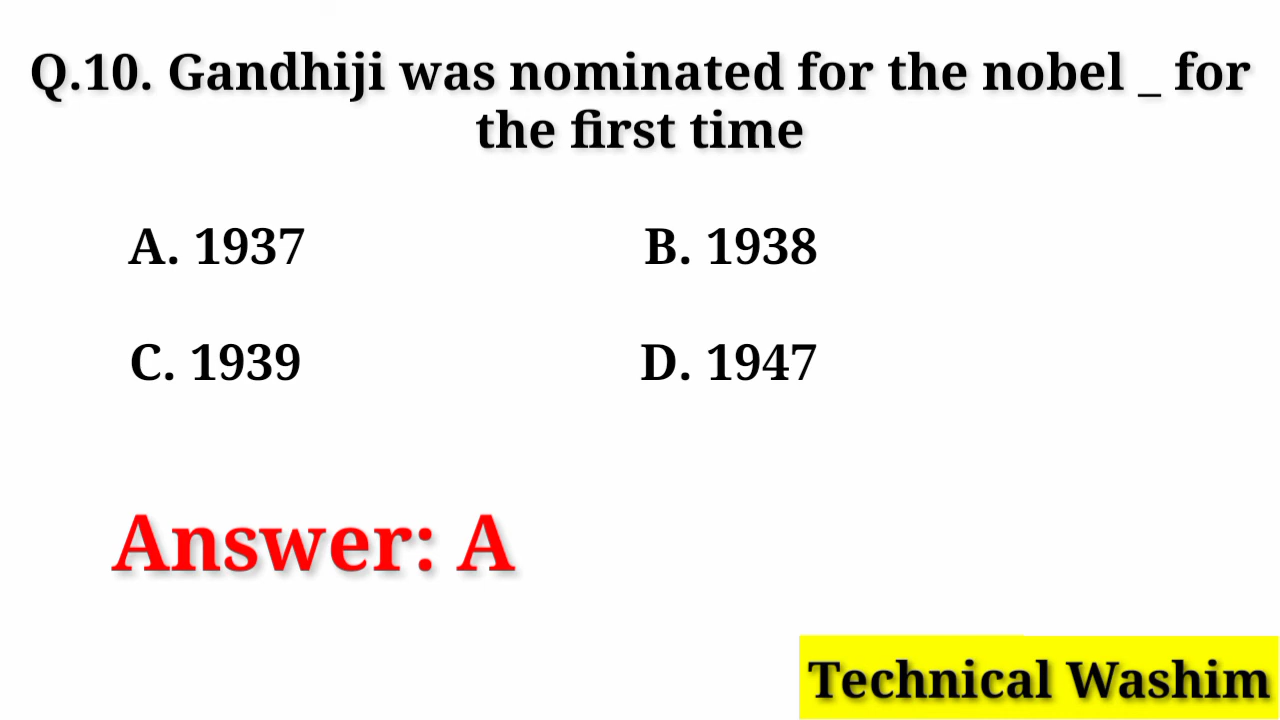 Q.10. Gandhiji was nominated for the nobel _ for
the first time
A. 1937 B. 1938
C. 1939 D. 1947
Answer: A
Technical Washim